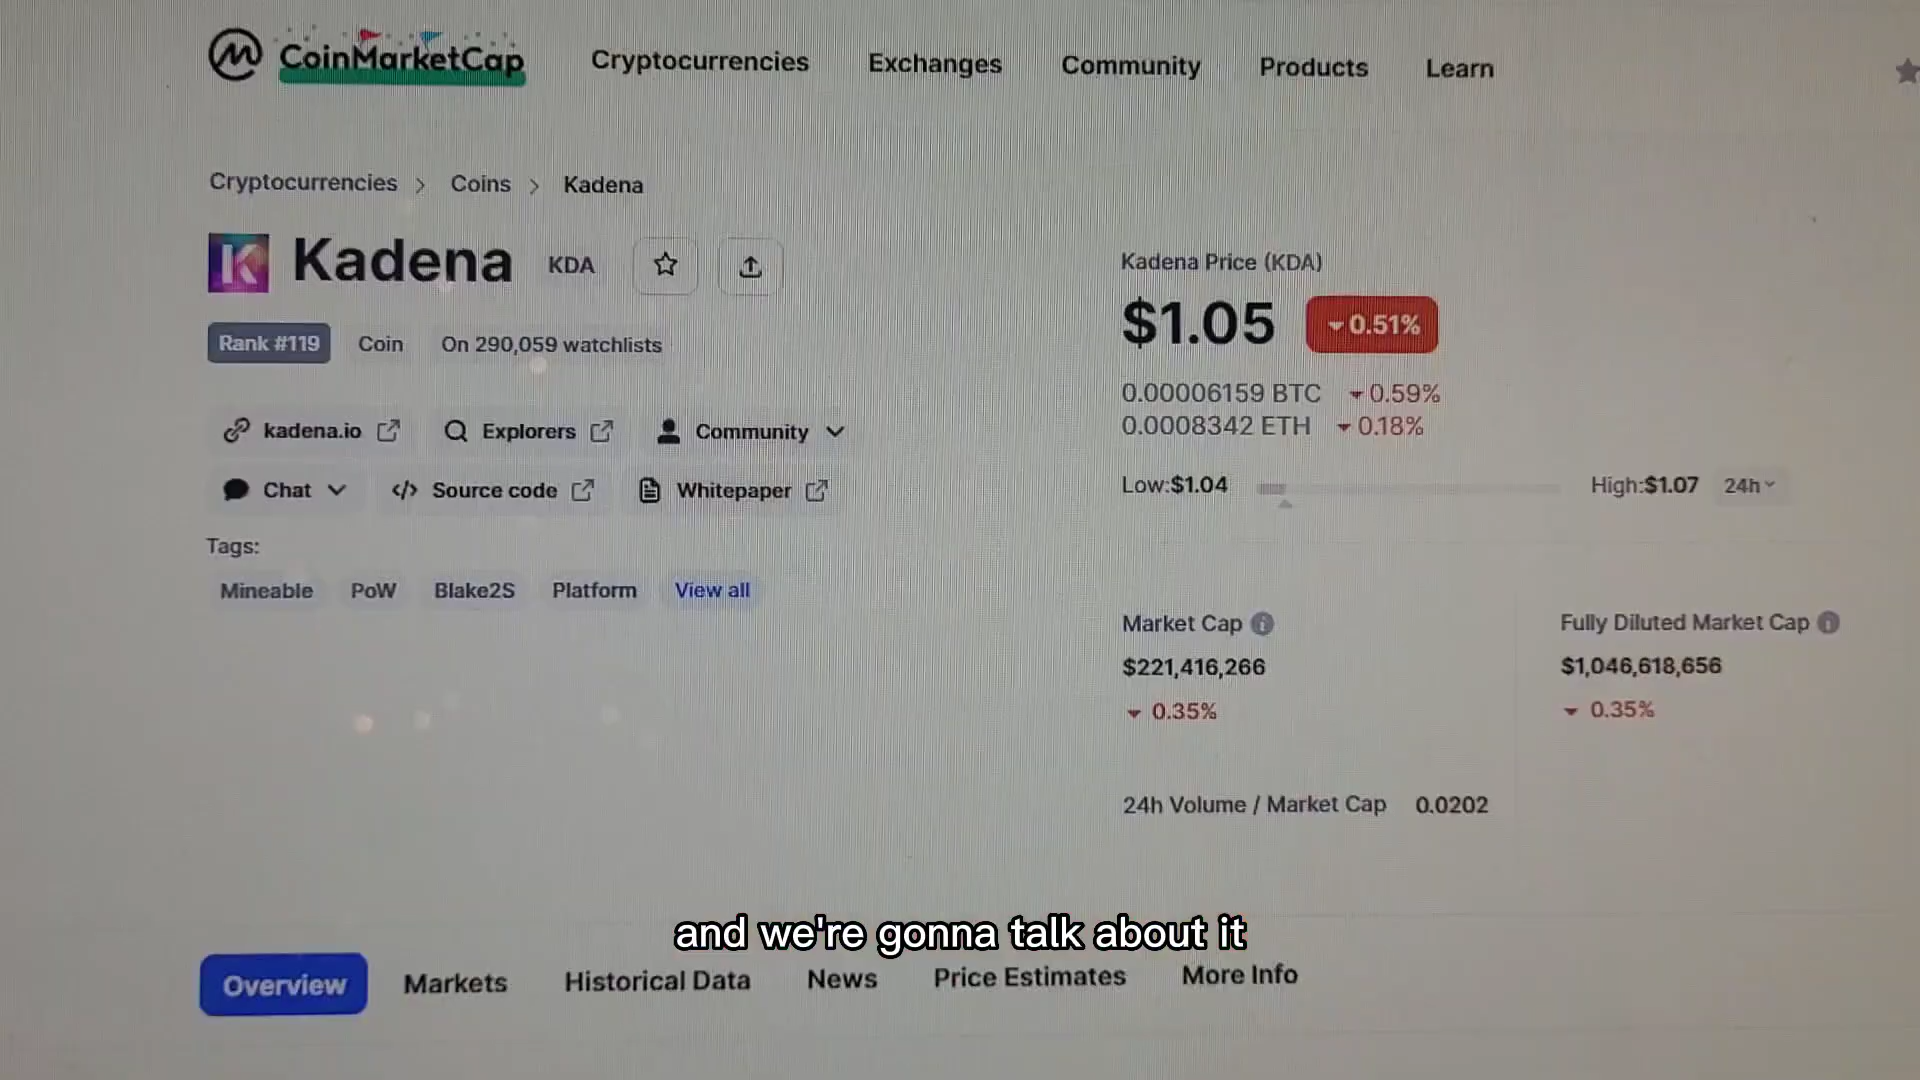 CoinMarketCap Cryptocurrencies Exchanges Community Products Learn
Cryptocurrencies > Coins > Kadena
K Kadena KDA
Rank #119 Coin On 290,059 watchlists
kadena.io Explorers Community
Chat </> Source code Whitepaper
Tags:
Mineable PoW Blake2S Platform View all
Kadena Price (KDA)
$1.05 0.51%
0.00006159 BTC 0.59%
0.0008342 ETH 0.18%
Low:$1.04 High:$1.07 24h
Market Cap
$221,416,266
0.35%
Fully Diluted Market Cap
$1,046,618,656
0.35%
24h Volume / Market Cap 0.0202
and we're gonna talk about it
Overview Markets Historical Data News Price Estimates More Info